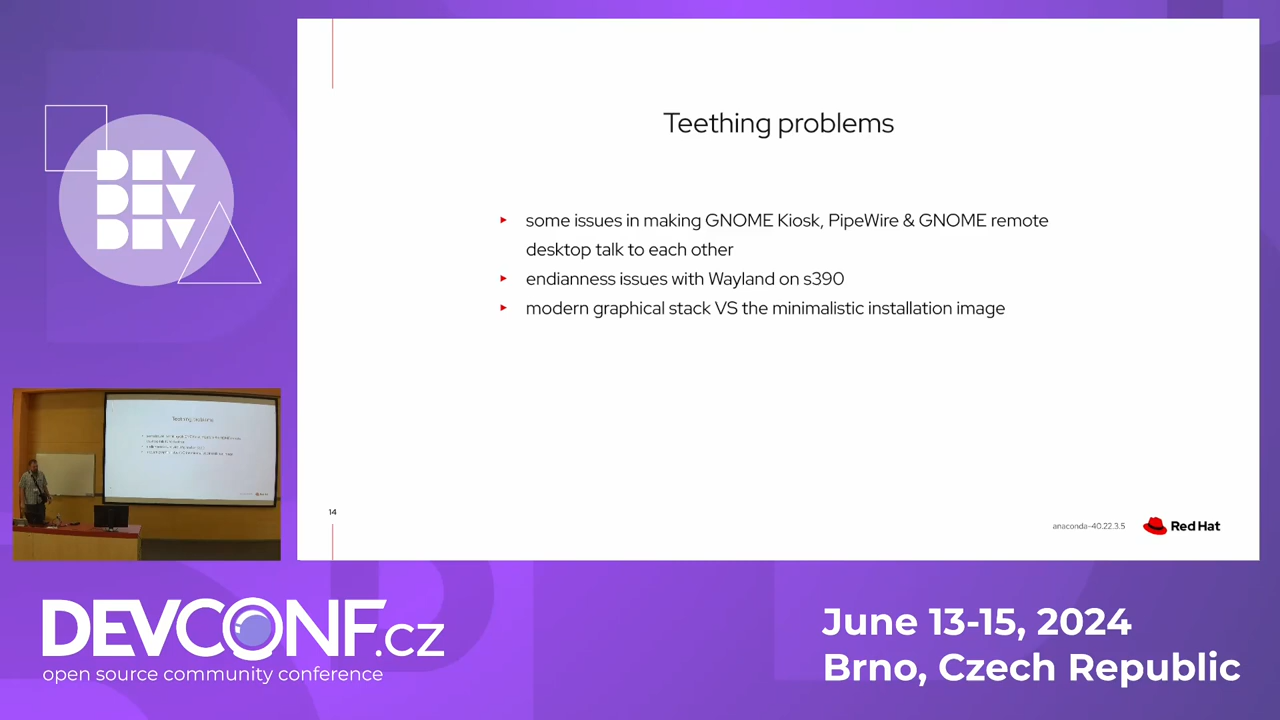 DEV
DEV
DEV
Teething problems
some issues in making GNOME Kiosk, PipeWire & GNOME remote
desktop talk to each other
endianness issues with Wayland on s390
modern graphical stack VS the minimalistic installation image
14
anaconda-40.22.3.5
Red Hat
Teething problems
DEVCONF.cz
open source community conference
June 13-15, 2024
Brno, Czech Republic